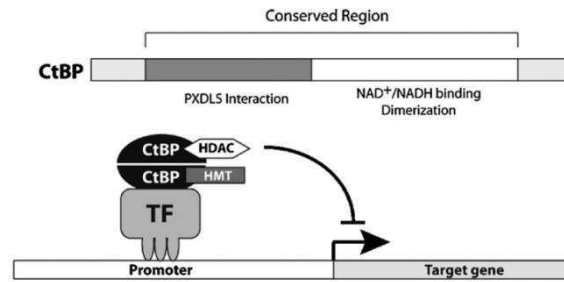 Conserved Region
CtBP
PXDLS Interaction
NAD+/NADH binding
Dimerization
CtBP HDAC
CtBP HMT
TF
Promoter
Target gene